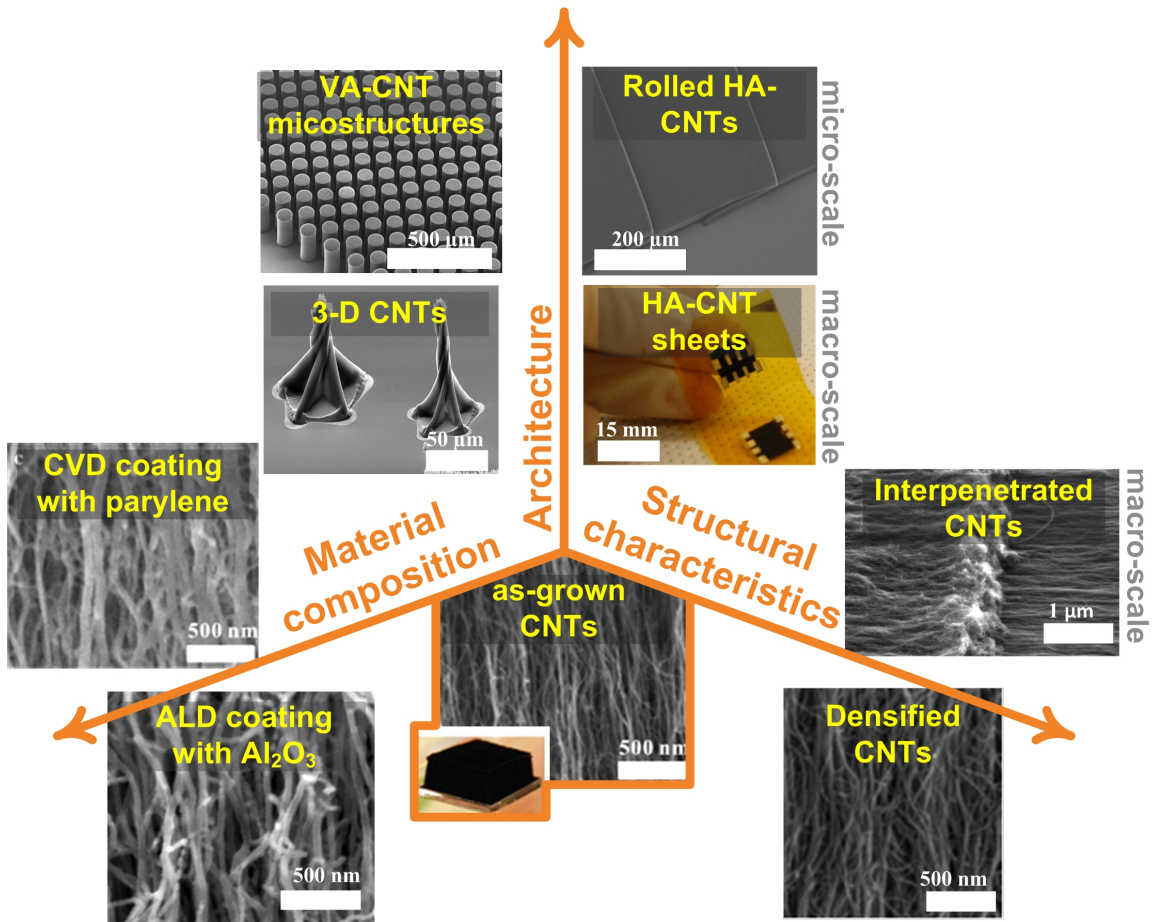 VA-CNT
micostructures
500 µm
Rolled HA-
CNTs
200 µm
micro-scale
3-D CNTs
50 µm
HA-CNT
sheets
15 mm
macro-scale
Architecture
c
CVD coating
with parylene
500 nm
Material
composition
Structural
characteristics
Interpenetrated
CNTs
1 µm
macro-scale
as-grown
CNTs
500 nm
ALD coating
with Al₂O₃
500 nm
Densified
CNTs
500 nm